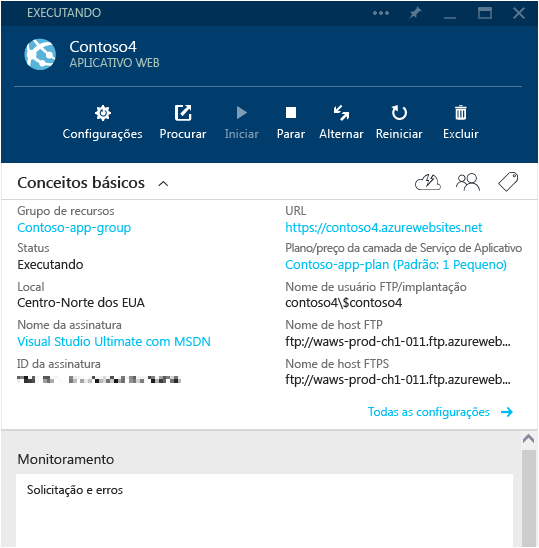 EXECUTANDO
Contoso4
APLICATIVO WEB
Configurações Procurar Iniciar Parar Alternar Reiniciar Excluir
Conceitos básicos
Grupo de recursos
Contoso-app-group
URL
https://contoso4.azurewebsites.net
Status
Executando
Plano/preço da camada de Serviço de Aplicativo
Contoso-app-plan (Padrão: 1 Pequeno)
Local
Centro-Norte dos EUA
Nome de usuário FTP/implantação
contoso4\$contoso4
Nome da assinatura
Visual Studio Ultimate com MSDN
Nome de host FTP
ftp://waws-prod-ch1-011.ftp.azureweb...
ID da assinatura
Nome de host FTPS
ftp://waws-prod-ch1-011.ftp.azureweb...
Todas as configurações
Monitoramento
Solicitação e erros